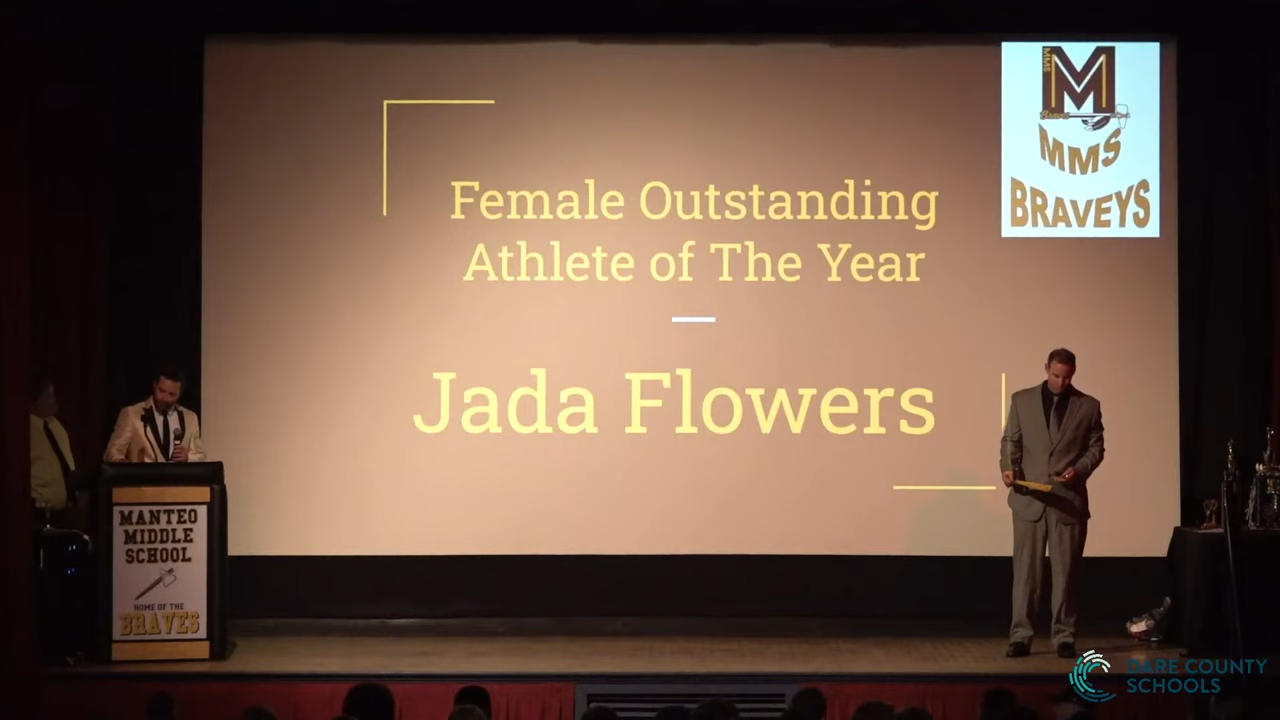 Female Outstanding
Athlete of The Year
Jada Flowers
MMS
M
MMS
BRAVEYS
MANTEO
MIDDLE
SCHOOL
HOME OF THE
BRAVES
DARE COUNTY
SCHOOLS